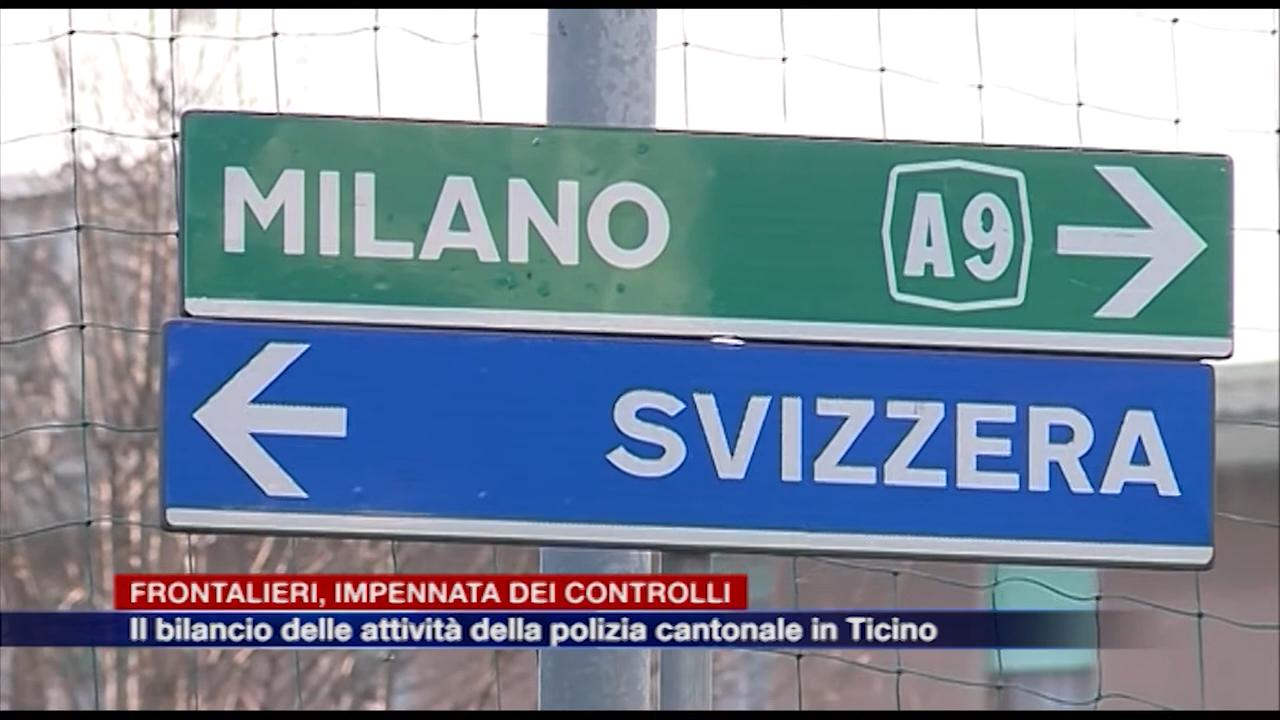 MILANO A9
SVIZZERA
FRONTALIERI, IMPENNATA DEI CONTROLLI
Il bilancio delle attività della polizia cantonale in Ticino